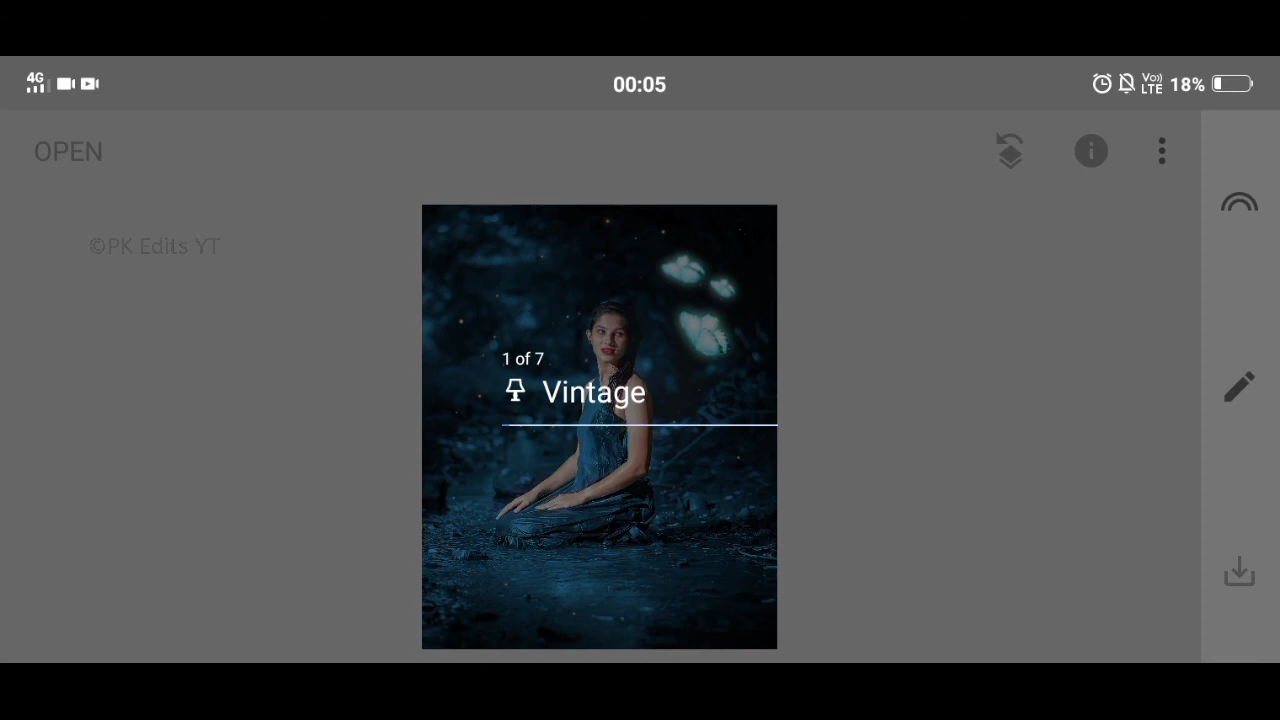 4G
00:05
Vo)) LTE 18%
OPEN
©PK Edits YT
1 of 7
Vintage